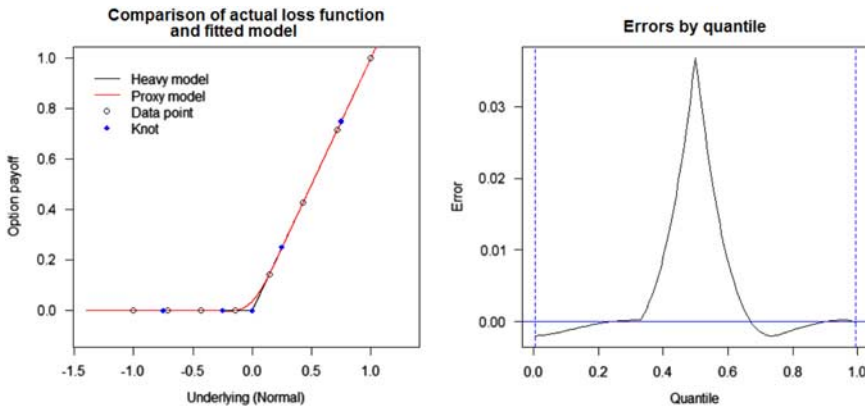 Comparison of actual loss function
and fitted model
1.0
0.8
0.6
0.4
0.2
0.0
Option payoff
Heavy model
Proxy model
Data point
Knot
-1.5
-1.0
-0.5
0.0
0.5
1.0
Underlying (Normal)
Errors by quantile
0.03
0.02
0.01
0.00
Error
0.0
0.2
0.4
0.6
0.8
1.0
Quantile